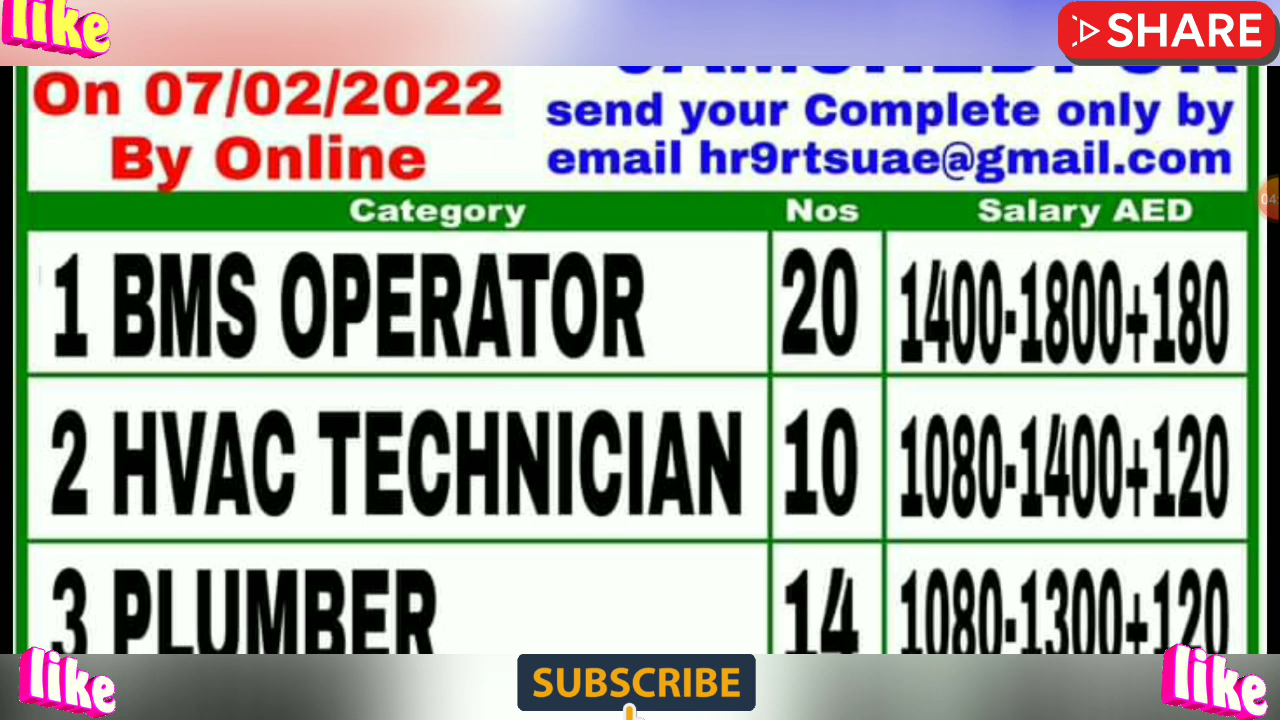 like
SHARE
On 07/02/2022
By Online
send your Complete only by
email hr9rtsuae@gmail.com
Category Nos Salary AED
1 BMS OPERATOR 20 1400-1800+180
2 HVAC TECHNICIAN 10 1080-1400+120
3 PLUMBER 14 1080-1300+120
04
like
SUBSCRIBE
like